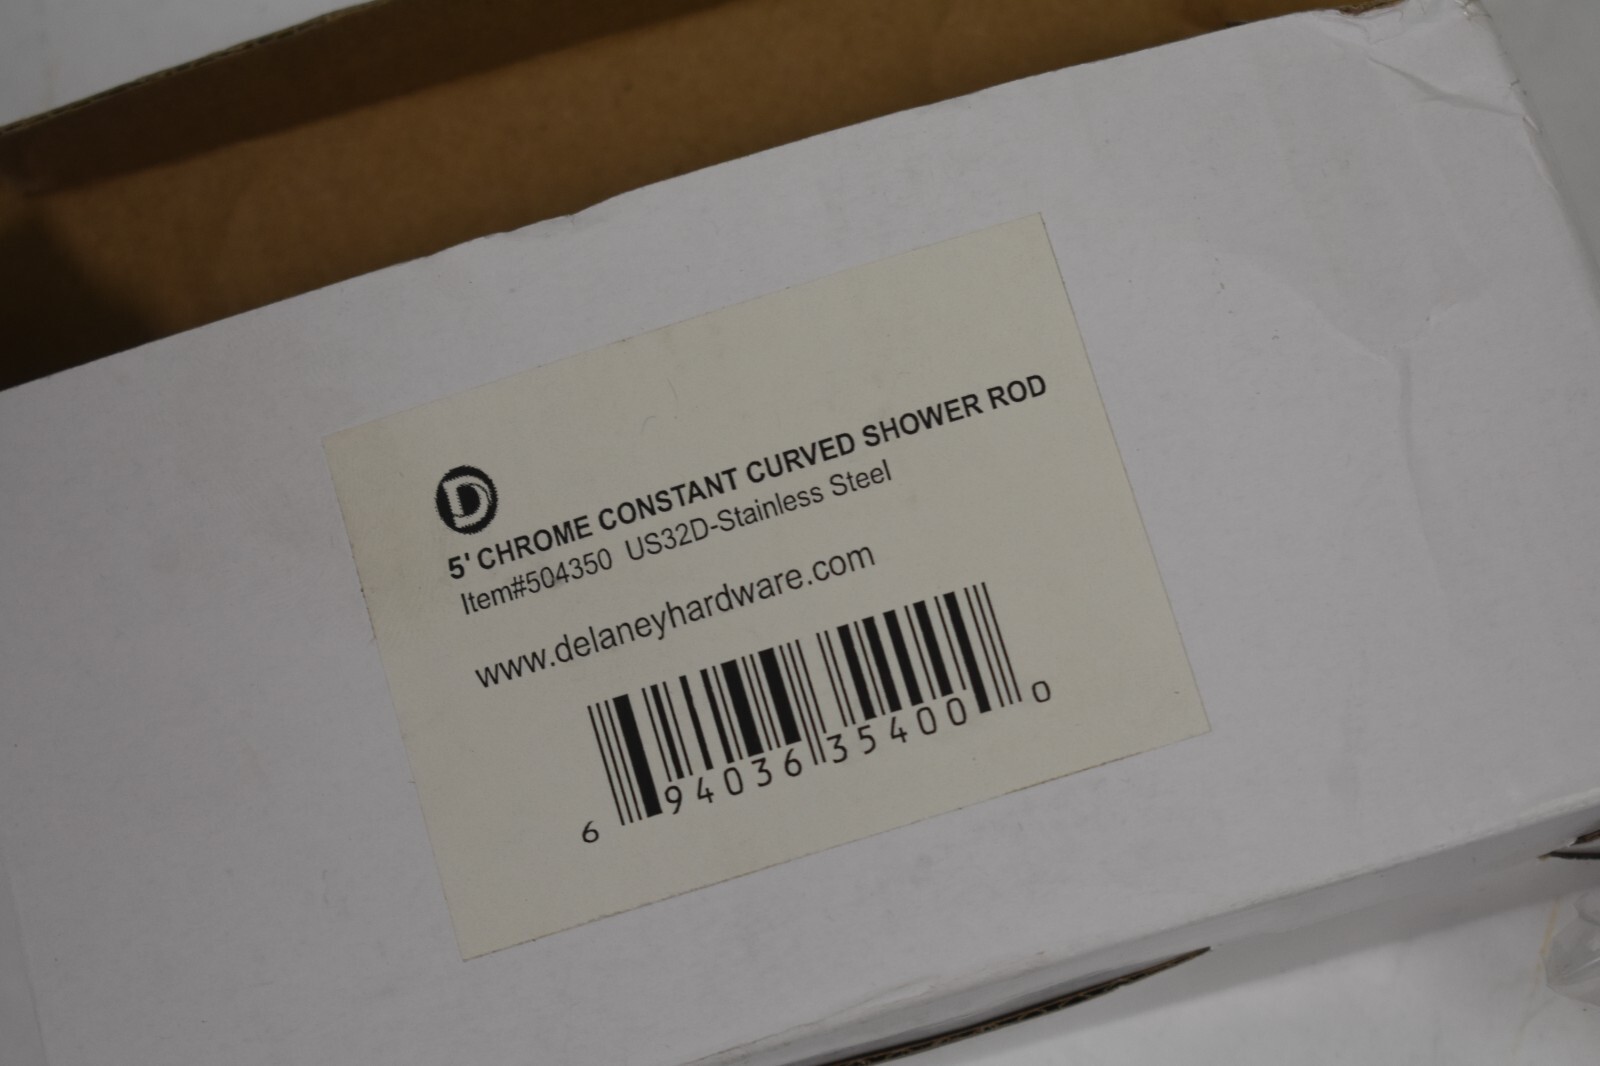 D
5' CHROME CONSTANT CURVED SHOWER ROD
Item#504350 US32D-Stainless Steel
www.delaneyhardware.com
6 94036 35400 0